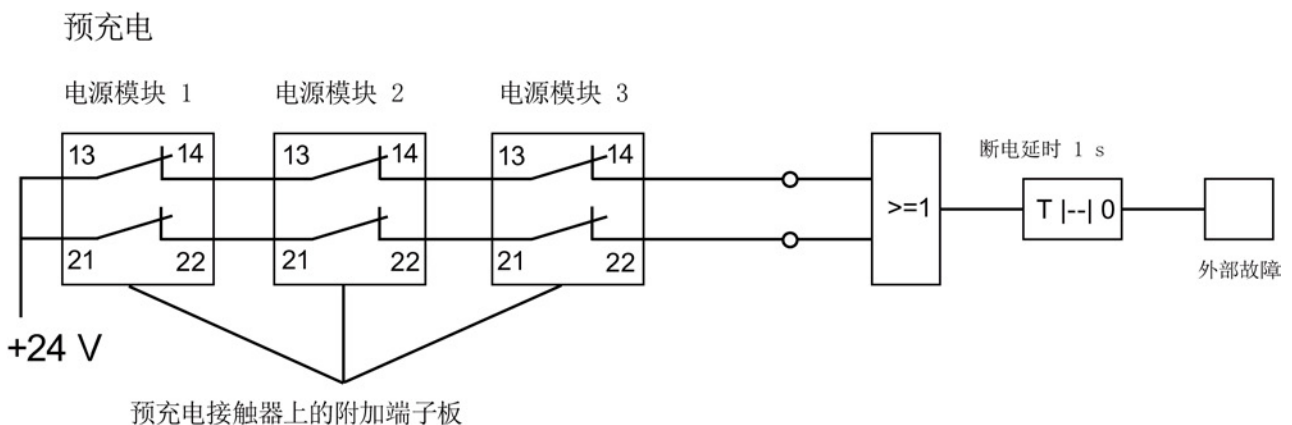 预充电
电源模块 1 电源模块 2 电源模块 3
断电延时 1 s
13 14 13 14 13 14
>=1 T |--| 0
21 22 21 22 21 22
外部故障
+24 V
预充电接触器上的附加端子板